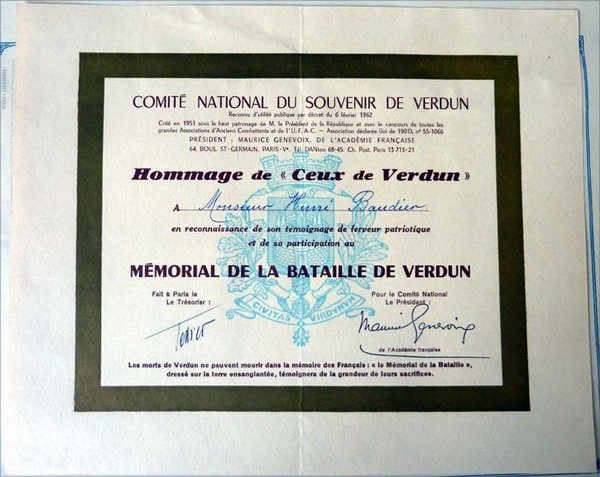 COMITÉ NATIONAL DU SOUVENIR DE VERDUN
Reconnu d'utilité publique par décret du 6 février 1962
Créé en 1951 sous le haut patronage de M. le Président de la République et avec le concours de toutes les
grandes Associations d'Anciens Combattants et de l'U.F.A.C. — Association déclarée (loi de 1901), n° 55-1066
PRÉSIDENT : MAURICE GENEVOIX, DE L'ACADÉMIE FRANÇAISE
64, BOUL. ST-GERMAIN, PARIS-Vᵉ. Tél. DANton 68-45. Ch. Post. Paris 13 713-21
Hommage de « Ceux de Verdun »
A Monsieur Henri Baudier
en reconnaissance de son témoignage de ferveur patriotique
et de sa participation au
MÉMORIAL DE LA BATAILLE DE VERDUN
Fait à Paris le
Le Trésorier :
Pour le Comité National
Le Président :
CIVITAS VIRDVNVM
Maurice Genevoix
de l'Académie française
Les morts de Verdun ne peuvent mourir dans la mémoire des Français : « le Mémorial de la Bataille »,
dressé sur la terre ensanglantée, témoignera de la grandeur de leurs sacrifices.